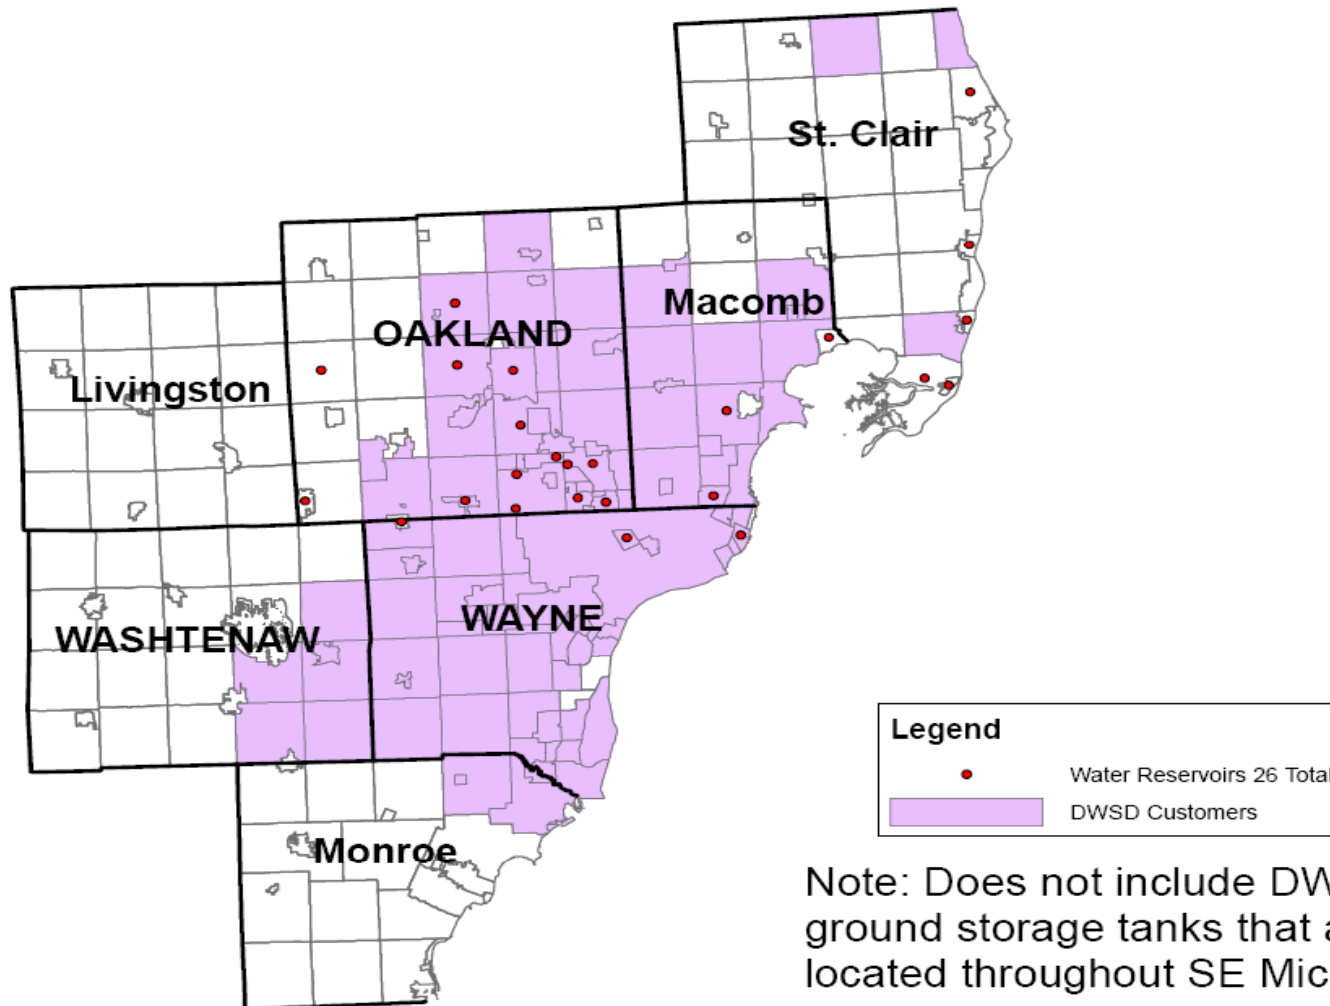 St. Clair
Macomb
OAKLAND
Livingston
WAYNE
WASHTENAW
Monroe
Legend
Water Reservoirs 26 Total
DWSD Customers
Note: Does not include DW
ground storage tanks that a
located throughout SE Mic